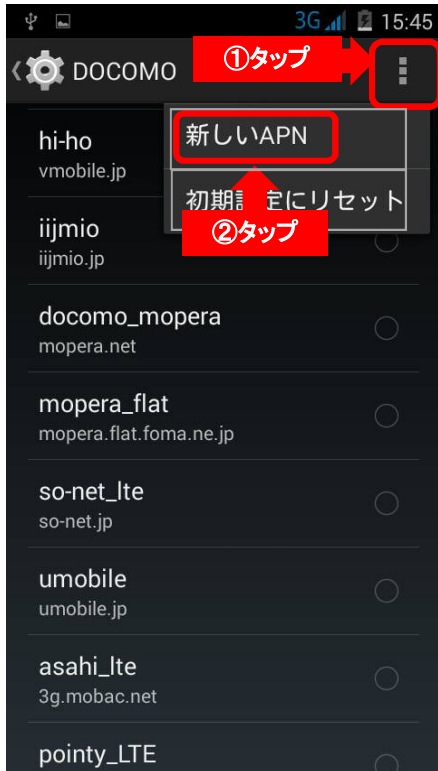 3G 15:45
DOCOMO
①タップ
新しいAPN
初期設定にリセット
②タップ
hi-ho
vmobile.jp
iijmio
iijmio.jp
docomo_mopera
mopera.net
mopera_flat
mopera.flat.foma.ne.jp
so-net_lte
so-net.jp
umobile
umobile.jp
asahi_lte
3g.mobac.net
pointy_LTE